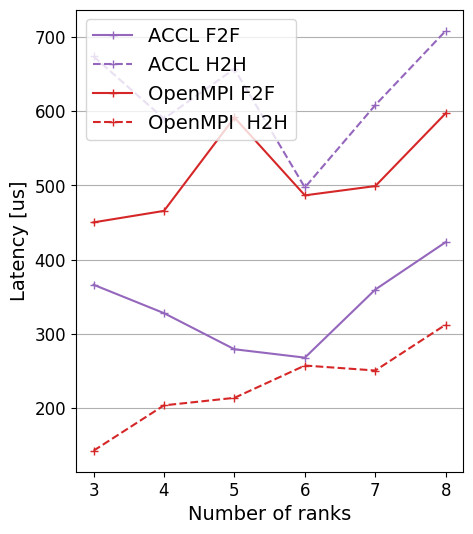 ACCL F2F
ACCL H2H
OpenMPI F2F
OpenMPI H2H
700
600
500
400
300
200
Latency [us]
3 4 5 6 7 8
Number of ranks